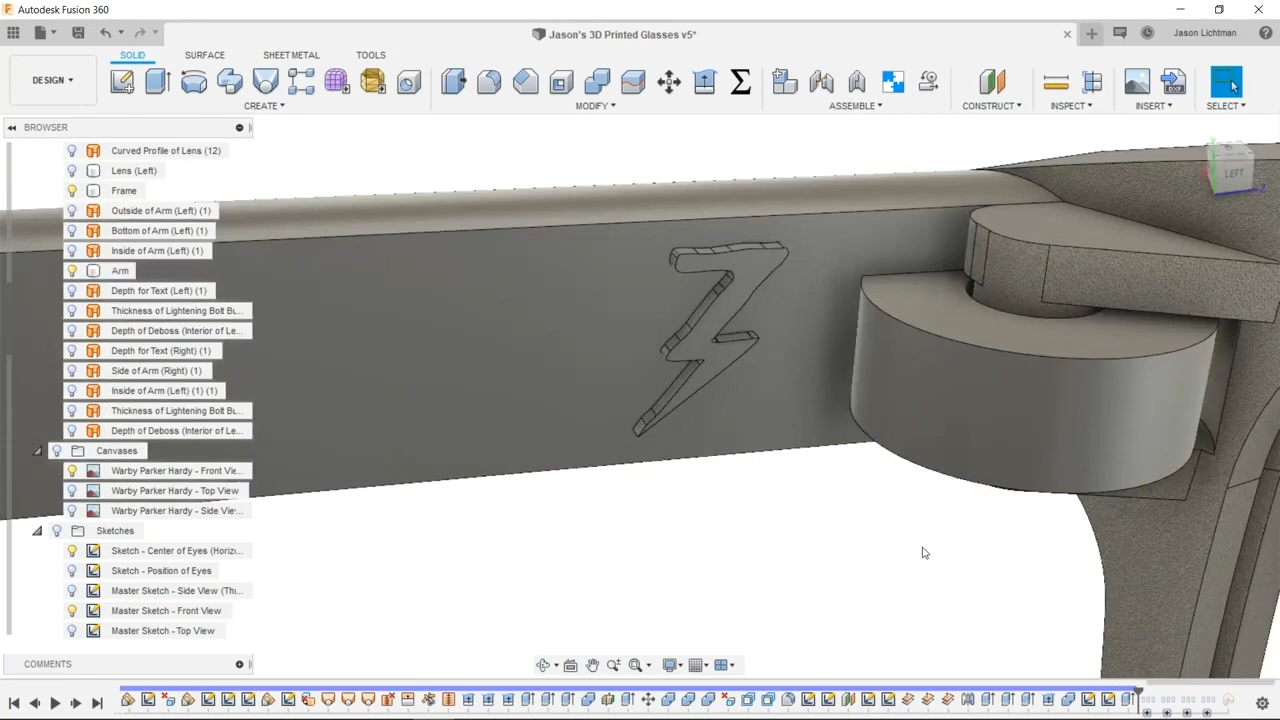 Autodesk Fusion 360
Jason's 3D Printed Glasses v5*
Jason Lichtman
DESIGN
SOLID
SURFACE
SHEET METAL
TOOLS
CREATE
MODIFY
ASSEMBLE
CONSTRUCT
INSPECT
INSERT
SELECT
BROWSER
Curved Profile of Lens (12)
Lens (Left)
Frame
Outside of Arm (Left) (1)
Bottom of Arm (Left) (1)
Inside of Arm (Left) (1)
Arm
Depth for Text (Left) (1)
Thickness of Lightening Bolt Bu...
Depth of Deboss (Interior of Le...
Depth for Text (Right) (1)
Side of Arm (Right) (1)
Inside of Arm (Left) (1) (1)
Thickness of Lightening Bolt Bu...
Depth of Deboss (Interior of Le...
Canvases
Warby Parker Hardy - Front Vie...
Warby Parker Hardy - Top View
Warby Parker Hardy - Side Vie...
Sketches
Sketch - Center of Eyes (Horizo...
Sketch - Position of Eyes
Master Sketch - Side View (Thi...
Master Sketch - Front View
Master Sketch - Top View
COMMENTS
LEFT
Y
Z
DXF